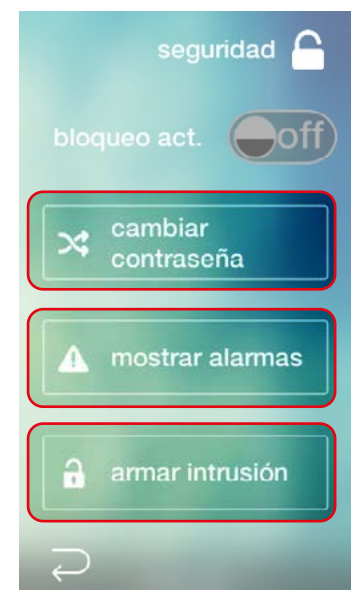 seguridad
bloqueo act.
off
cambiar
contraseña
mostrar alarmas
armar intrusión